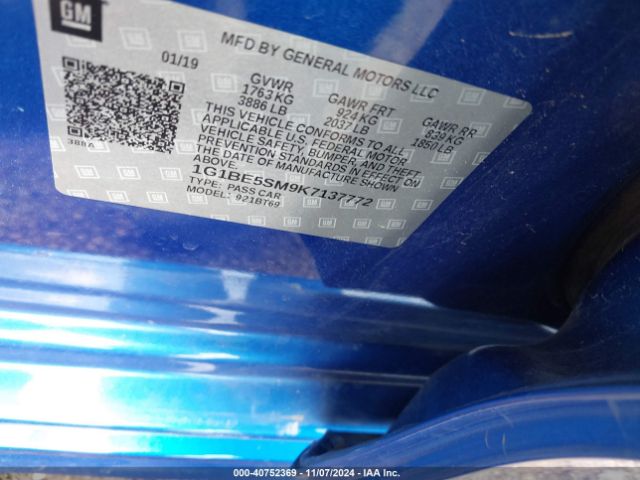 GM
MFD BY GENERAL MOTORS LLC
01/19
GVWR GAWR FRT GAWR RR
1763 KG 924 KG 839 KG
3886 LB 2037 LB 1850 LB
THIS VEHICLE CONFORMS TO ALL
APPLICABLE U.S. FEDERAL MOTOR
VEHICLE SAFETY, BUMPER, AND THEFT
PREVENTION STANDARDS IN EFFECT ON
THE DATE OF MANUFACTURE SHOWN
ABOVE.
1G1BE5SM9K7137772
TYPE: PASS CAR
MODEL: 921BT69
388A
000-40752369 - 11/07/2024 - IAA Inc.